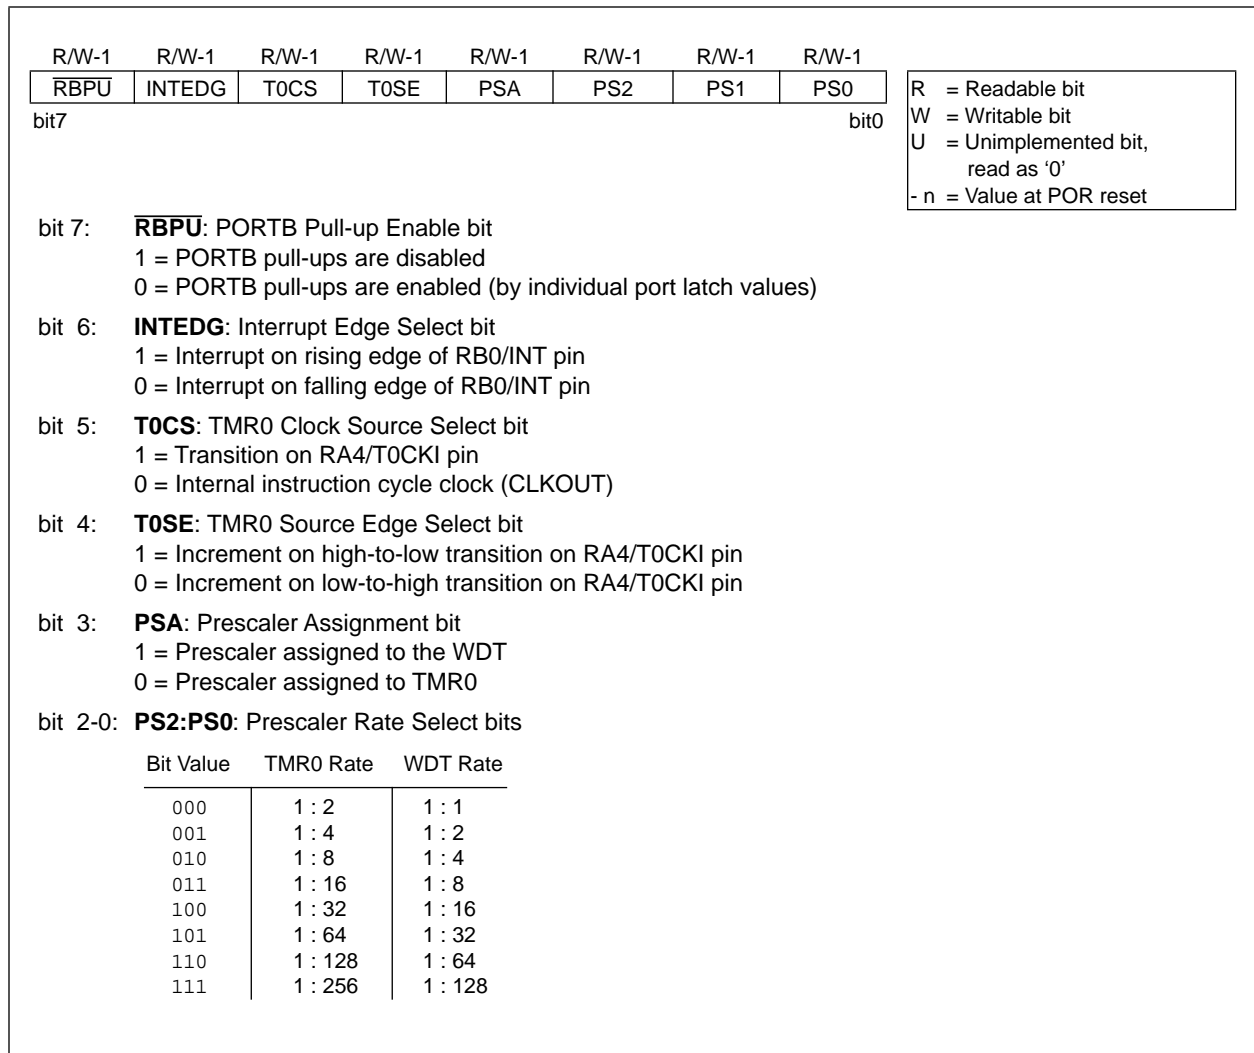 R/W-1 R/W-1 R/W-1 R/W-1 R/W-1 R/W-1 R/W-1 R/W-1
RBPU INTEDG T0CS T0SE PSA PS2 PS1 PS0
bit7 bit0
R = Readable bit
W = Writable bit
U = Unimplemented bit,
read as ‘0’
- n = Value at POR reset
bit 7: RBPU: PORTB Pull-up Enable bit
1 = PORTB pull-ups are disabled
0 = PORTB pull-ups are enabled (by individual port latch values)
bit 6: INTEDG: Interrupt Edge Select bit
1 = Interrupt on rising edge of RB0/INT pin
0 = Interrupt on falling edge of RB0/INT pin
bit 5: T0CS: TMR0 Clock Source Select bit
1 = Transition on RA4/T0CKI pin
0 = Internal instruction cycle clock (CLKOUT)
bit 4: T0SE: TMR0 Source Edge Select bit
1 = Increment on high-to-low transition on RA4/T0CKI pin
0 = Increment on low-to-high transition on RA4/T0CKI pin
bit 3: PSA: Prescaler Assignment bit
1 = Prescaler assigned to the WDT
0 = Prescaler assigned to TMR0
bit 2-0: PS2:PS0: Prescaler Rate Select bits
Bit Value TMR0 Rate WDT Rate
000 1 : 2 1 : 1
001 1 : 4 1 : 2
010 1 : 8 1 : 4
011 1 : 16 1 : 8
100 1 : 32 1 : 16
101 1 : 64 1 : 32
110 1 : 128 1 : 64
111 1 : 256 1 : 128